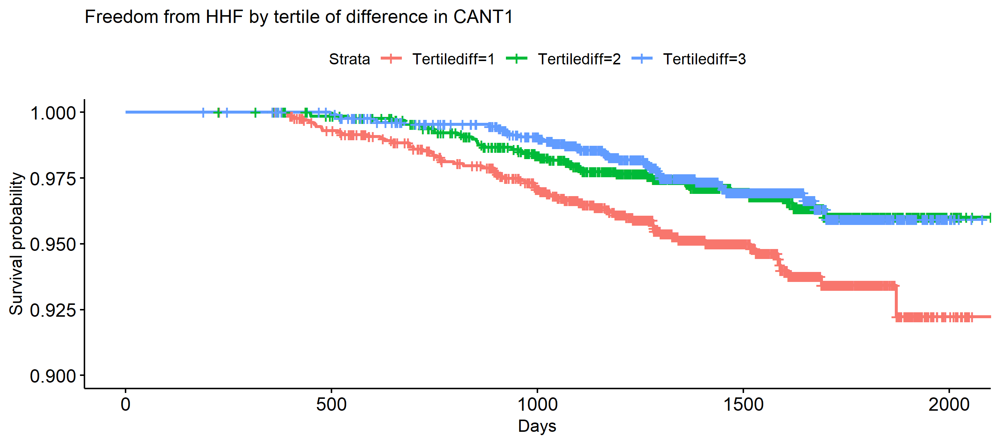 Freedom from HHF by tertile of difference in CANT1
Strata Tertilediff=1 Tertilediff=2 Tertilediff=3
Survival probability
1.000
0.975
0.950
0.925
0.900
0 500 1000 1500 2000
Days